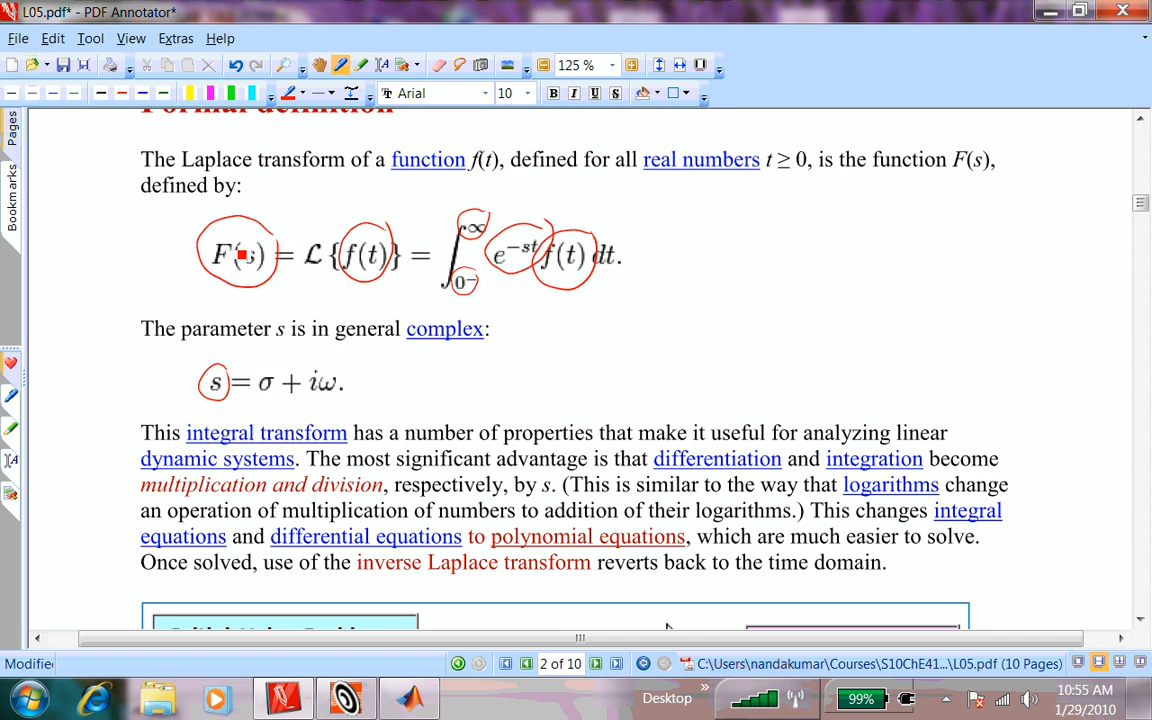 L05.pdf* - PDF Annotator*
File Edit Tool View Extras Help
125 %
Arial 10 B I U S
Pages
Bookmarks
Formal definition
The Laplace transform of a function f(t), defined for all real numbers t ≥ 0, is the function F(s),
defined by:
F(s) = ℒ {f(t)} = ∫₀₋^∞ e^{−st} f(t) dt.
The parameter s is in general complex:
s = σ + iω.
This integral transform has a number of properties that make it useful for analyzing linear
dynamic systems. The most significant advantage is that differentiation and integration become
multiplication and division, respectively, by s. (This is similar to the way that logarithms change
an operation of multiplication of numbers to addition of their logarithms.) This changes integral
equations and differential equations to polynomial equations, which are much easier to solve.
Once solved, use of the inverse Laplace transform reverts back to the time domain.
Modifie
2 of 10
C:\Users\nandakumar\Courses\S10ChE41...\L05.pdf (10 Pages)
Desktop
99%
10:55 AM
1/29/2010